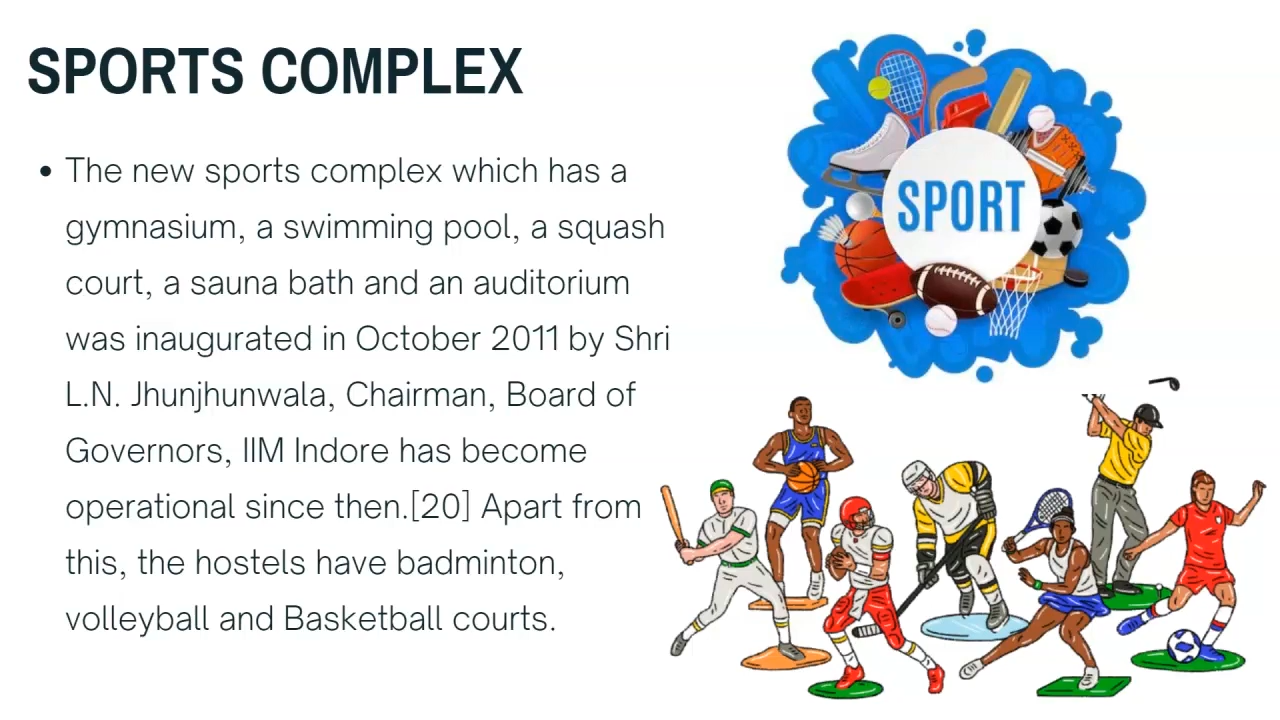 SPORTS COMPLEX
• The new sports complex which has a
gymnasium, a swimming pool, a squash
court, a sauna bath and an auditorium
was inaugurated in October 2011 by Shri
L.N. Jhunjhunwala, Chairman, Board of
Governors, IIM Indore has become
operational since then.[20] Apart from
this, the hostels have badminton,
volleyball and Basketball courts.
SPORT